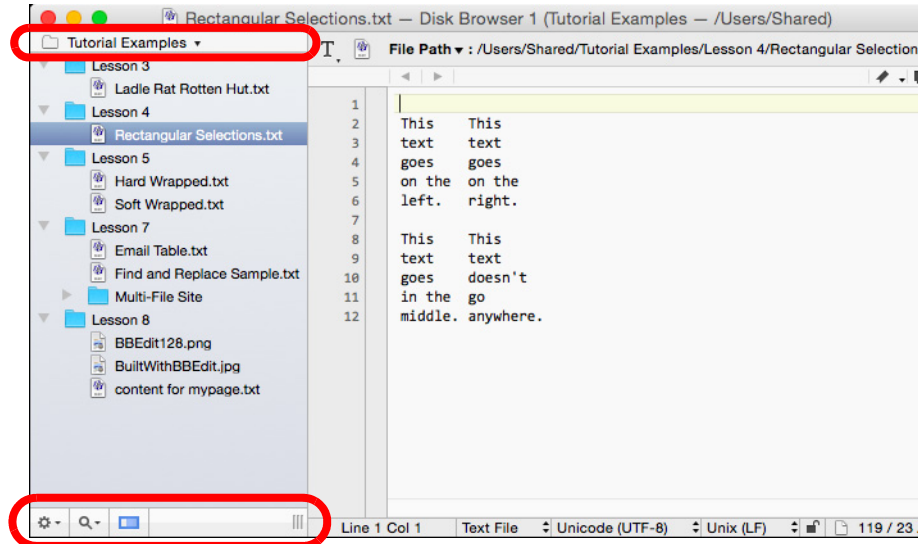 Rectangular Selections.txt — Disk Browser 1 (Tutorial Examples — /Users/Shared)
Tutorial Examples ▾
File Path ▾ : /Users/Shared/Tutorial Examples/Lesson 4/Rectangular Selection
Lesson 3
Ladle Rat Rotten Hut.txt
Lesson 4
Rectangular Selections.txt
Lesson 5
Hard Wrapped.txt
Soft Wrapped.txt
Lesson 7
Email Table.txt
Find and Replace Sample.txt
Multi-File Site
Lesson 8
BBEdit128.png
BuiltWithBBEdit.jpg
content for mypage.txt
1
2 This This
3 text text
4 goes goes
5 on the on the
6 left. right.
7
8 This This
9 text text
10 goes doesn't
11 in the go
12 middle. anywhere.
Line 1 Col 1 Text File Unicode (UTF-8) Unix (LF) 119 / 23